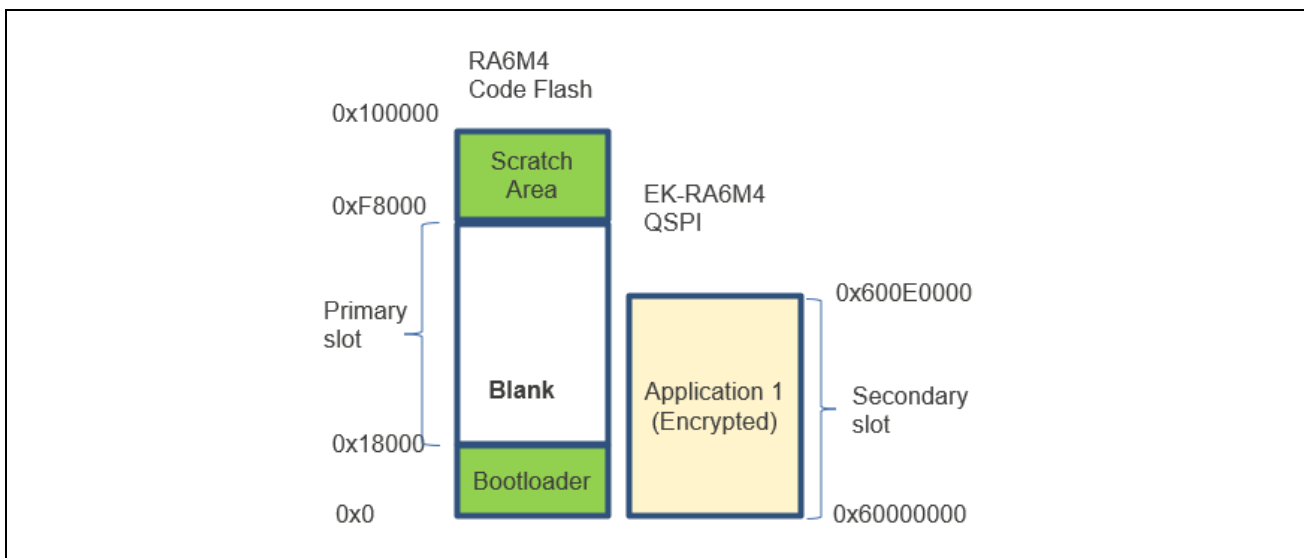 RA6M4
Code Flash
0x100000
Scratch
Area
0xF8000
EK-RA6M4
QSPI
0x600E0000
Primary
slot
Blank
Application 1
(Encrypted)
Secondary
slot
0x18000
Bootloader
0x0
0x60000000